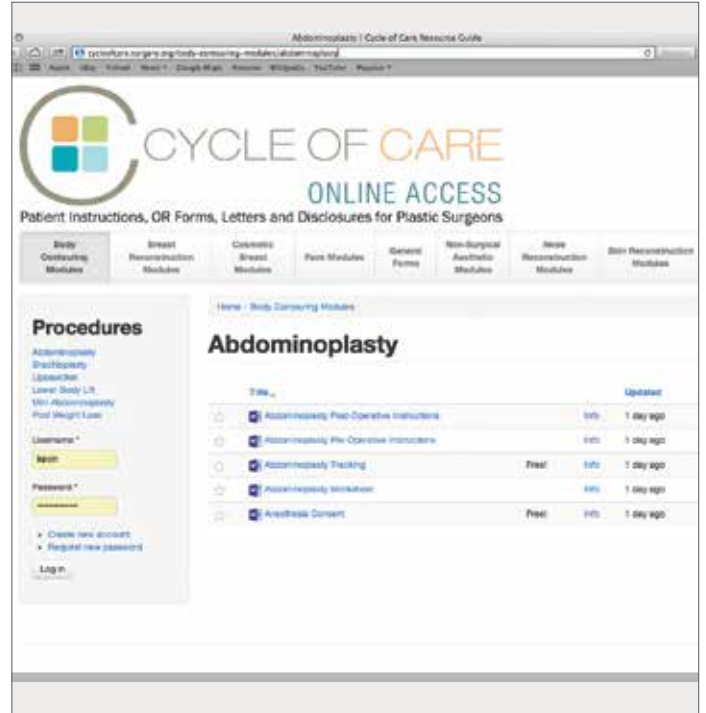 Abdominoplasty | Cycle of Care Resource Guide
CYCLE OF CARE
ONLINE ACCESS
Patient Instructions, OR Forms, Letters and Disclosures for Plastic Surgeons
Body Contouring Modules
Breast Reconstruction Modules
Cosmetic Breast Modules
Face Modules
General Forms
Non-Surgical Aesthetic Modules
Nose Reconstruction Modules
Skin Reconstruction Modules
Home / Body Contouring Modules
Procedures
Abdominoplasty
Brachioplasty
Liposuction
Lower Body Lift
Mini Abdominoplasty
Post Weight Loss
Username *
Password *
Create new account
Request new password
Log in
Abdominoplasty
Title Updated
Abdominoplasty Post-Operative Instructions Info 1 day ago
Abdominoplasty Pre-Operative Instructions Info 1 day ago
Abdominoplasty Tracking Free! Info 1 day ago
Abdominoplasty Worksheet Info 1 day ago
Anesthesia Consent Free! Info 1 day ago